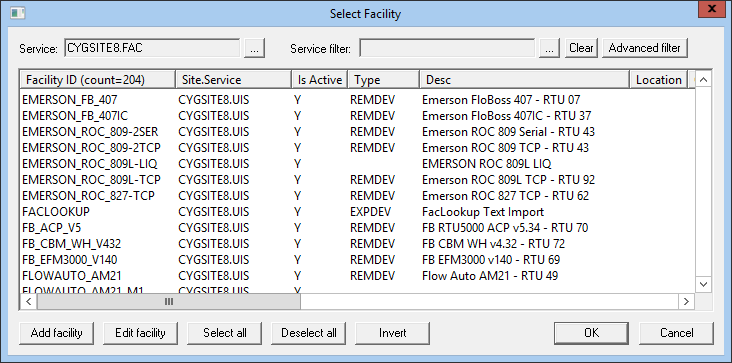 Select Facility
Service: CYGSITE8.FAC ... Service filter: ... Clear Advanced filter
Facility ID (count=204) Site.Service Is Active Type Desc Location
EMERSON_FB_407 CYGSITE8.UIS Y REMDEV Emerson FloBoss 407 - RTU 07
EMERSON_FB_407IC CYGSITE8.UIS Y REMDEV Emerson FloBoss 407IC - RTU 37
EMERSON_ROC_809-2SER CYGSITE8.UIS Y REMDEV Emerson ROC 809 Serial - RTU 43
EMERSON_ROC_809-2TCP CYGSITE8.UIS Y REMDEV Emerson ROC 809 TCP - RTU 43
EMERSON_ROC_809L-LIQ CYGSITE8.UIS Y EMERSON ROC 809L LIQ
EMERSON_ROC_809L-TCP CYGSITE8.UIS Y REMDEV Emerson ROC 809L TCP - RTU 92
EMERSON_ROC_827-TCP CYGSITE8.UIS Y REMDEV Emerson ROC 827 TCP - RTU 62
FACLOOKUP CYGSITE8.UIS Y EXPDEV FacLookup Text Import
FB_ACP_V5 CYGSITE8.UIS Y REMDEV FB RTU5000 ACP v5.34 - RTU 70
FB_CBM_WH_V432 CYGSITE8.UIS Y REMDEV FB CBM WH v4.32 - RTU 72
FB_EFM3000_V140 CYGSITE8.UIS Y REMDEV FB EFM3000 v140 - RTU 69
FLOWAUTO_AM21 CYGSITE8.UIS Y REMDEV Flow Auto AM21 - RTU 49
FLOWAUTO_AM21_M1 CYGSITE8.UIS Y
Add facility Edit facility Select all Deselect all Invert OK Cancel